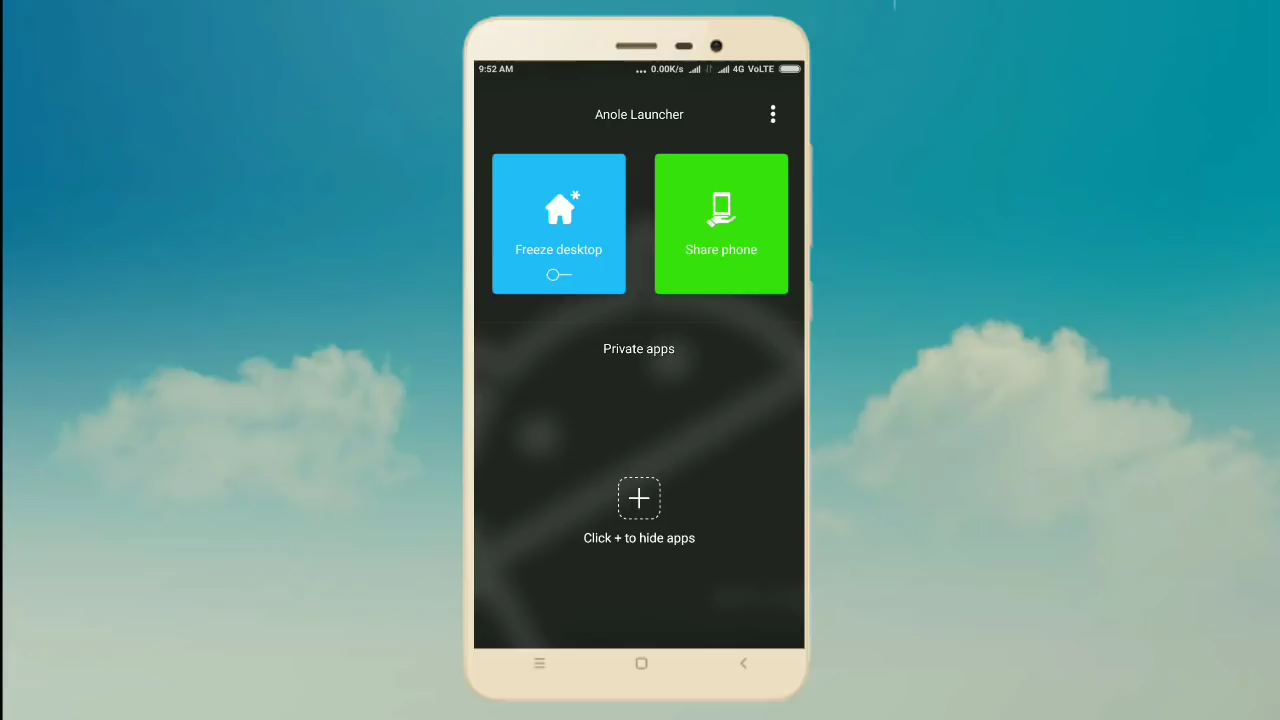 9:52 AM ... 0.00K/s 4G VoLTE
Anole Launcher
Freeze desktop
Share phone
Private apps
Click + to hide apps